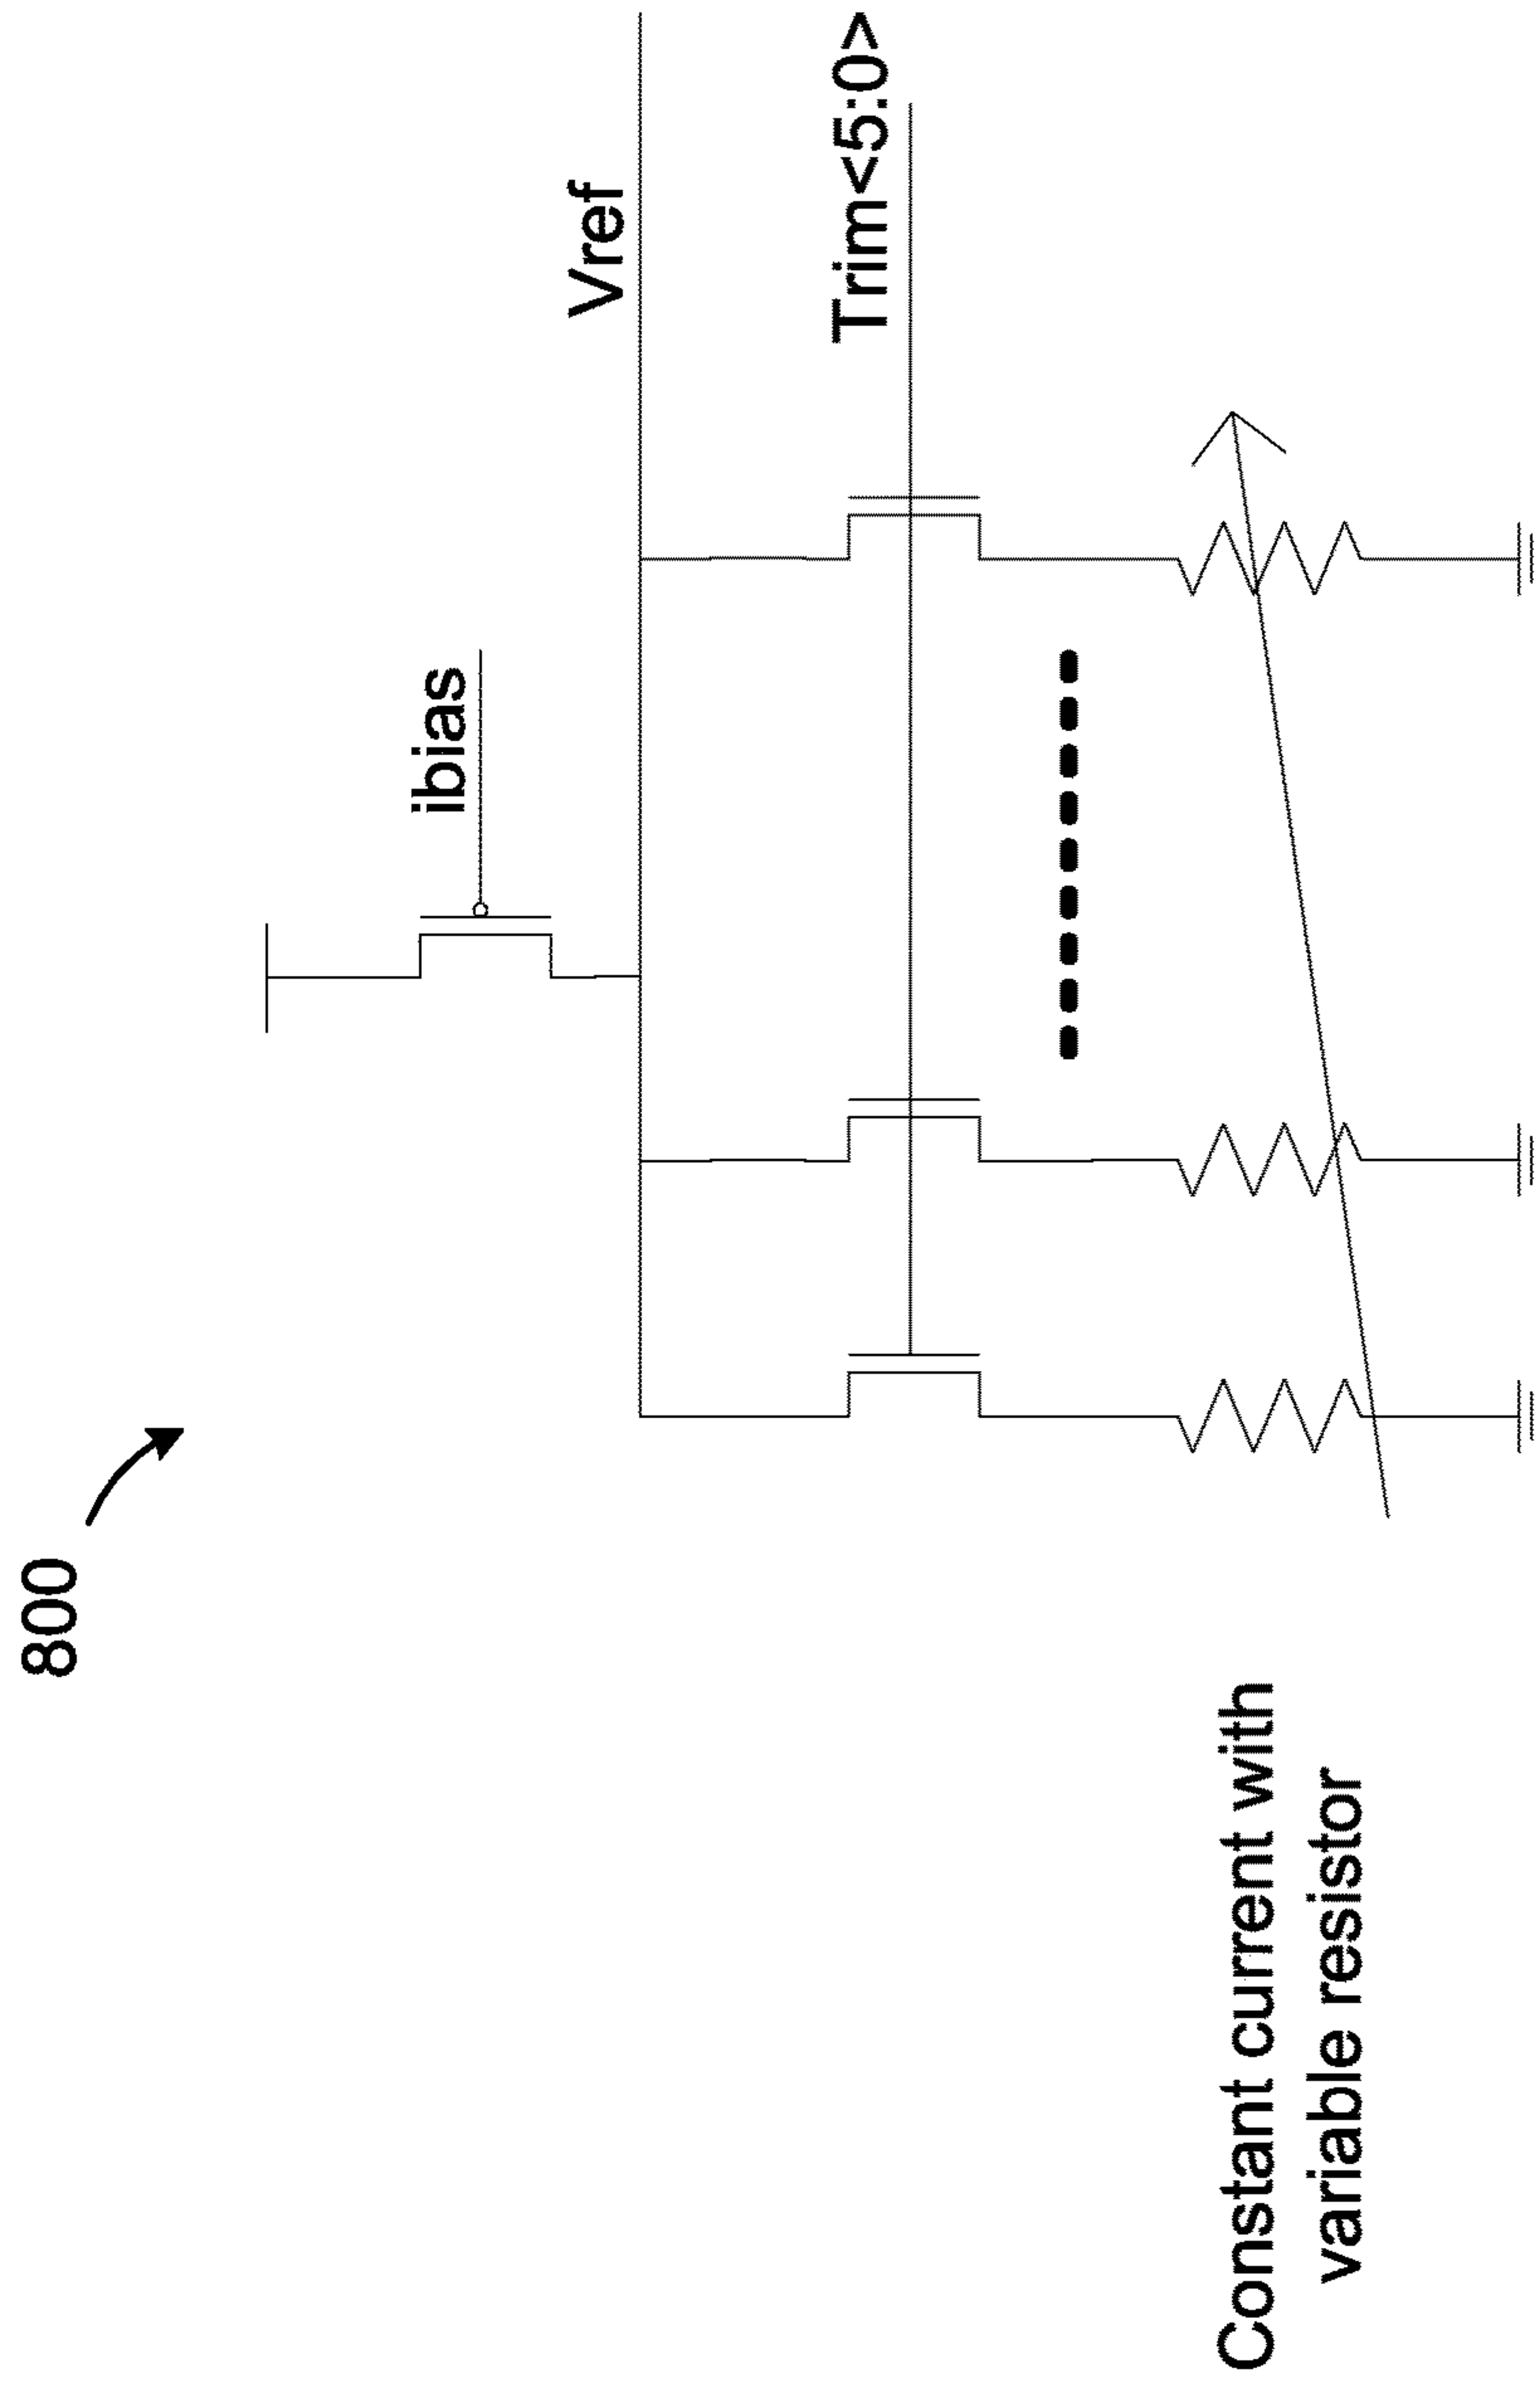 800
ibias
Vref
Trim<5:0>
Constant current with
variable resistor